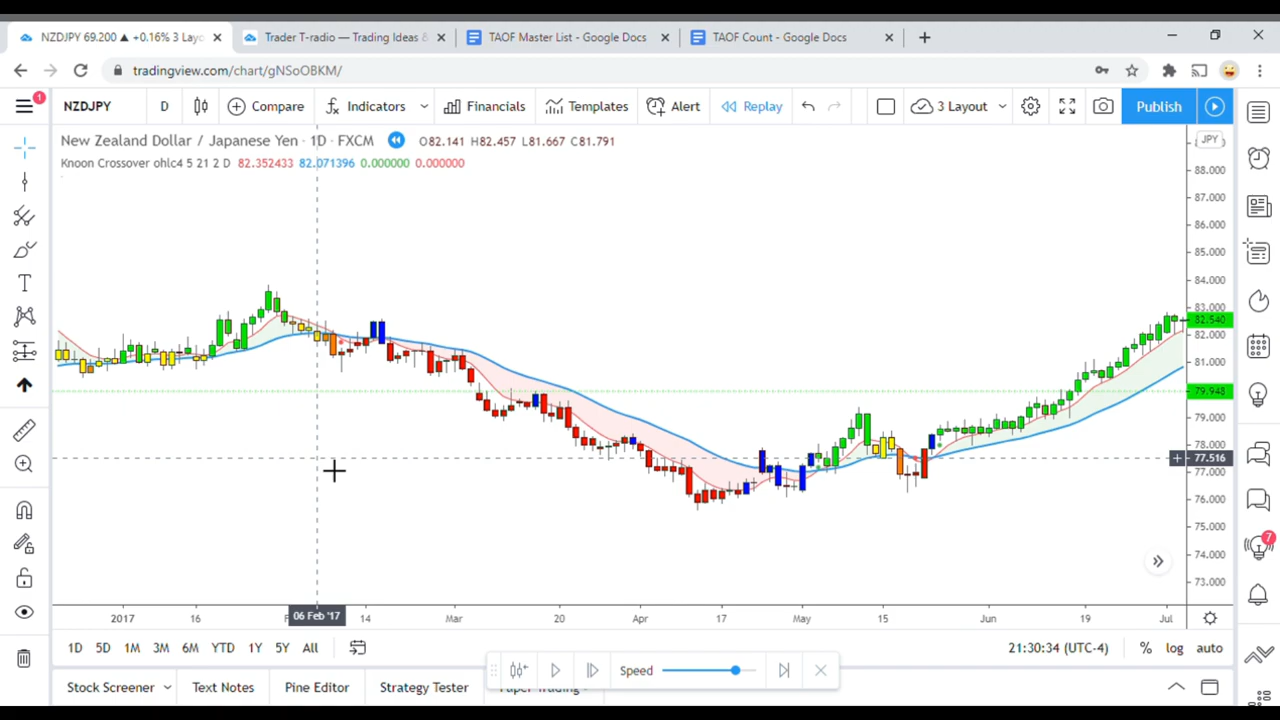 NZDJPY 69.200 ▲ +0.16% 3 Layo
Trader T-radio — Trading Ideas &
TAOF Master List - Google Docs
TAOF Count - Google Docs
tradingview.com/chart/gNSoOBKM/
1
NZDJPY
D
Compare
Indicators
Financials
Templates
Alert
Replay
3 Layout
Publish
New Zealand Dollar / Japanese Yen · 1D · FXCM O82.141 H82.457 L81.667 C81.791
Knoon Crossover ohlc4 5 21 2 D 82.352433 82.071396 0.000000 0.000000
JPY
88.000
87.000
86.000
85.000
84.000
83.000
82.540
82.000
81.000
79.948
79.000
78.000
77.516
77.000
76.000
75.000
74.000
73.000
7
2017 16 14 Mar 20 Apr 17 May 15 Jun 19 Jul
06 Feb '17
1D 5D 1M 3M 6M YTD 1Y 5Y All
21:30:34 (UTC-4) % log auto
Speed
Stock Screener Text Notes Pine Editor Strategy Tester Paper Trading